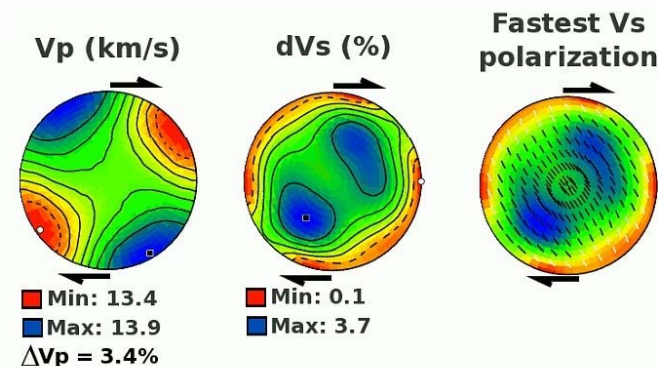 Vp (km/s)
dVs (%)
Fastest Vs
polarization
Min: 13.4
Max: 13.9
ΔVp = 3.4%
Min: 0.1
Max: 3.7